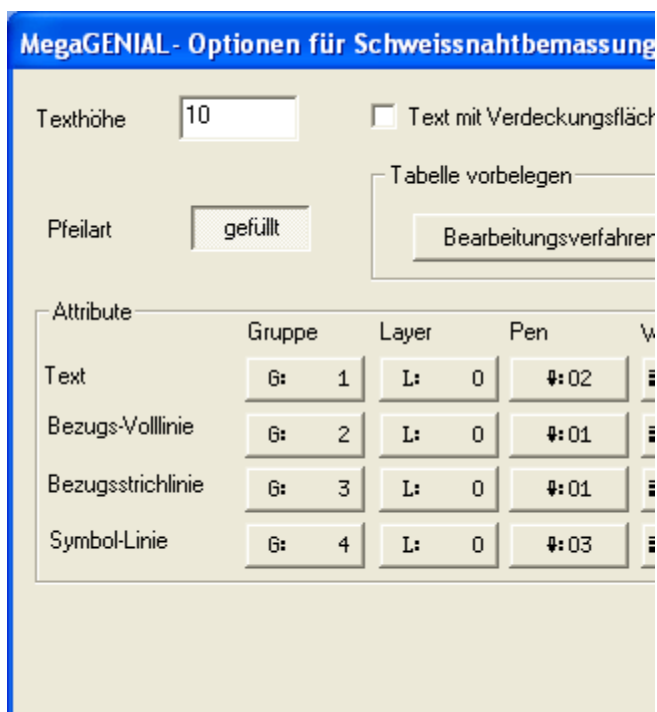 MegaGENIAL- Optionen für Schweissnahtbemassung
Texthöhe 10
Text mit Verdeckungsfläch
Tabelle vorbelegen
Pfeilart gefüllt
Bearbeitungsverfahren
Attribute
Gruppe Layer Pen
Text G: 1 L: 0 :02
Bezugs-Volllinie G: 2 L: 0 :01
Bezugsstrichlinie G: 3 L: 0 :01
Symbol-Linie G: 4 L: 0 :03